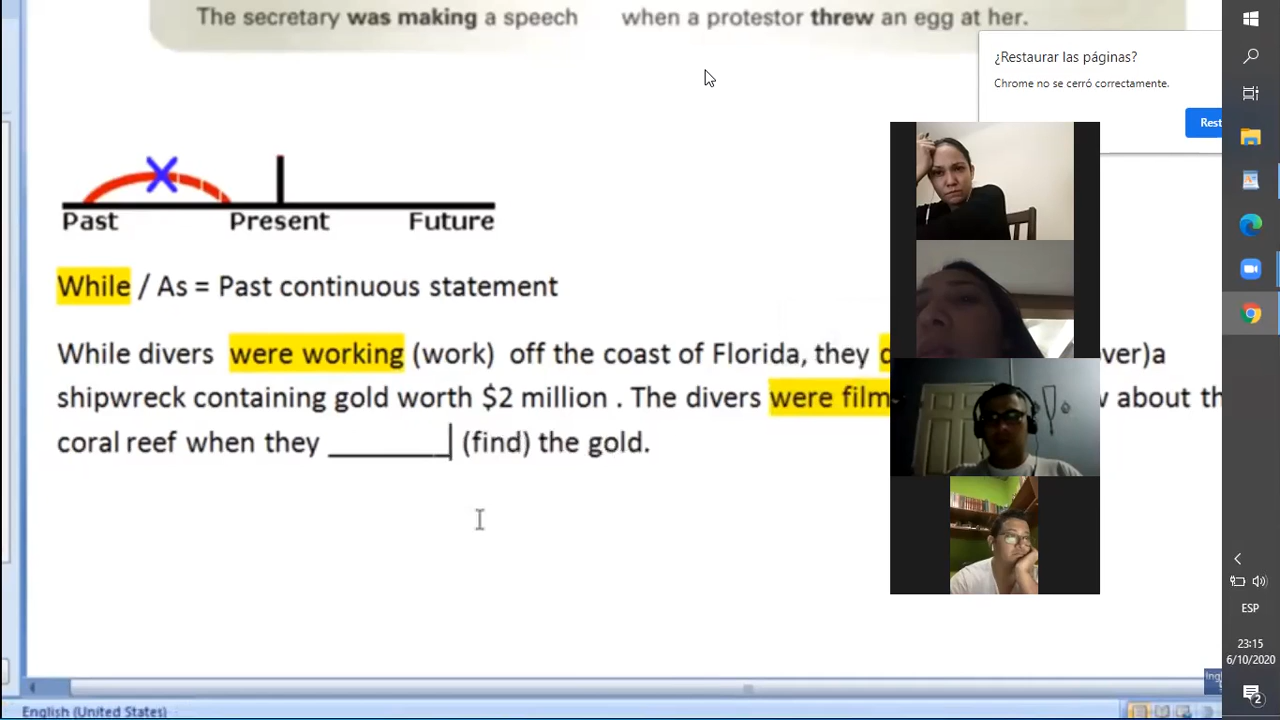 The secretary was making a speech when a protestor threw an egg at her.
¿Restaurar las páginas?
Chrome no se cerró correctamente.
Rest
Past Present Future
While / As = Past continuous statement
While divers were working (work) off the coast of Florida, they d ver)a
shipwreck containing gold worth $2 million . The divers were film about th
coral reef when they _________ (find) the gold.
ESP
23:15
6/10/2020
2
English (United States)